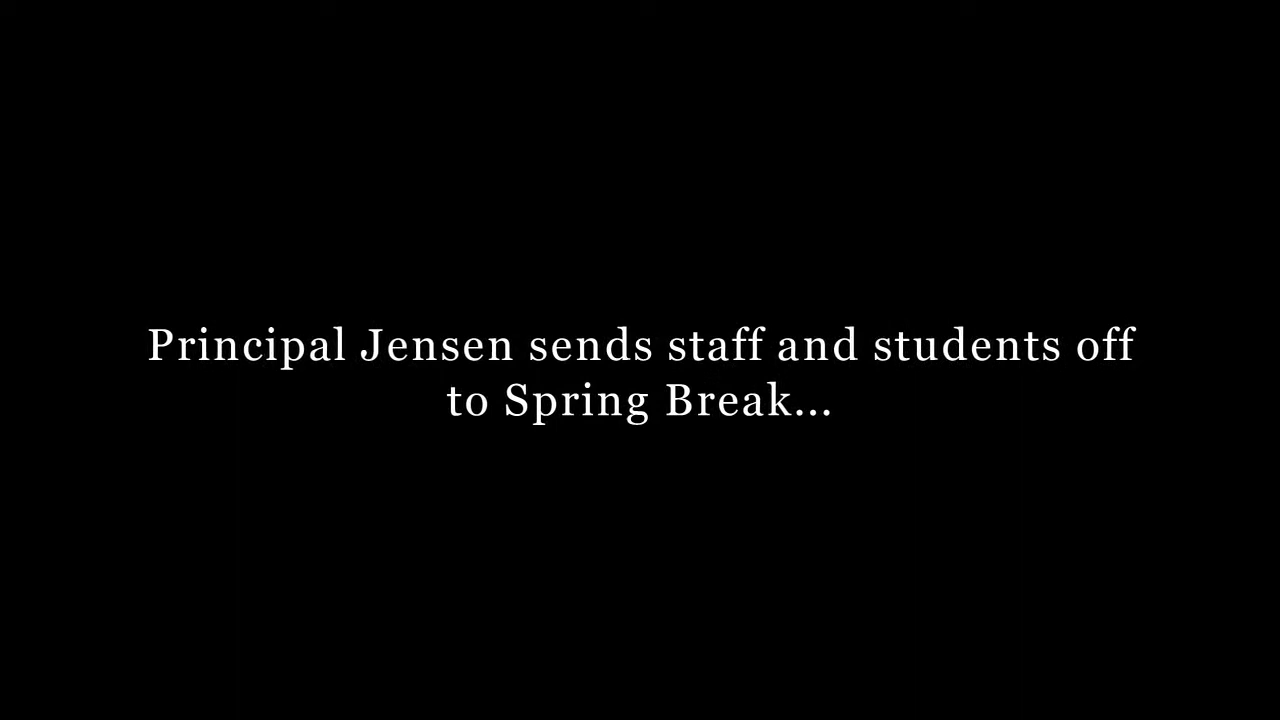 Principal Jensen sends staff and students off
to Spring Break...